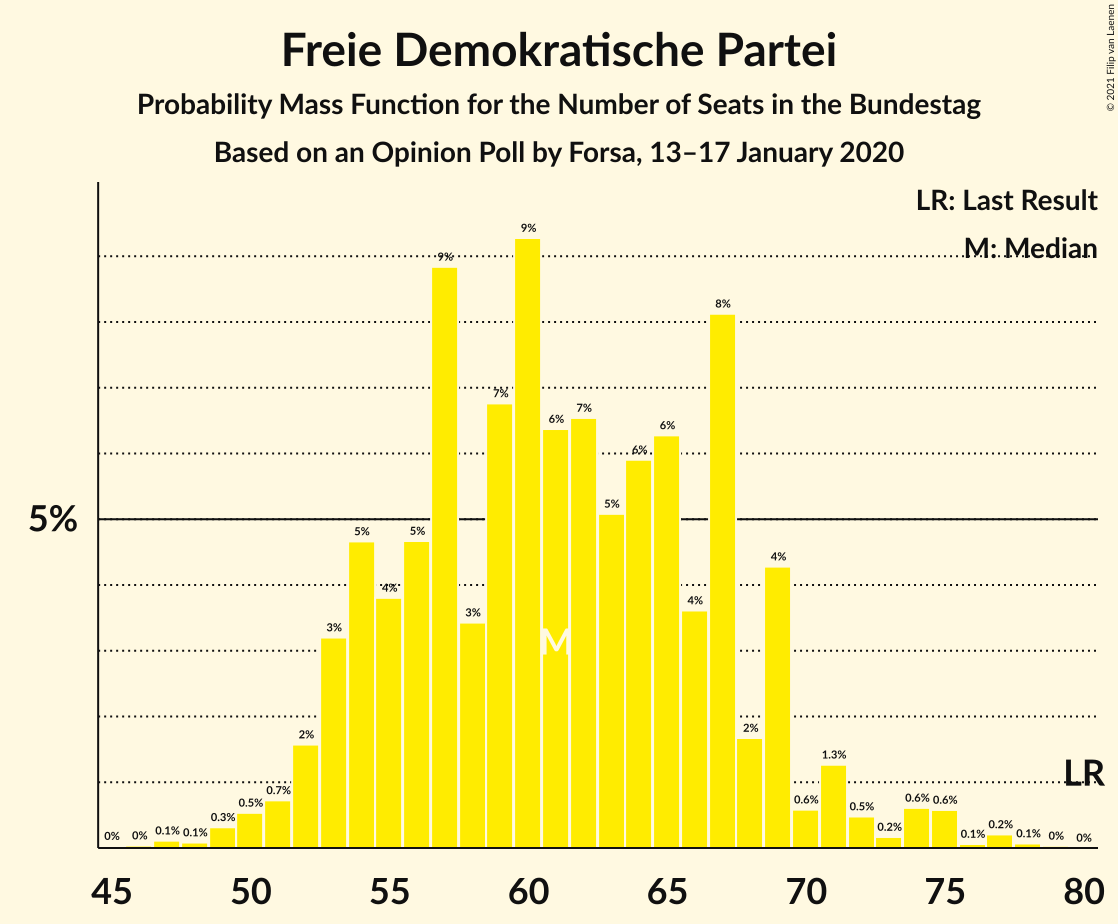 Freie Demokratische Partei
Probability Mass Function for the Number of Seats in the Bundestag
Based on an Opinion Poll by Forsa, 13–17 January 2020
© 2021 Filip van Laenen
LR: Last Result
M: Median
5%
0% 0% 0.1% 0.1% 0.3% 0.5% 0.7% 2% 3% 5% 4% 5% 9% 3% 7% 9% 6% 7% 5% 6% 6% 4% 8% 2% 4% 0.6% 1.3% 0.5% 0.2% 0.6% 0.6% 0.1% 0.2% 0.1% 0% 0%
M
LR
45 50 55 60 65 70 75 80